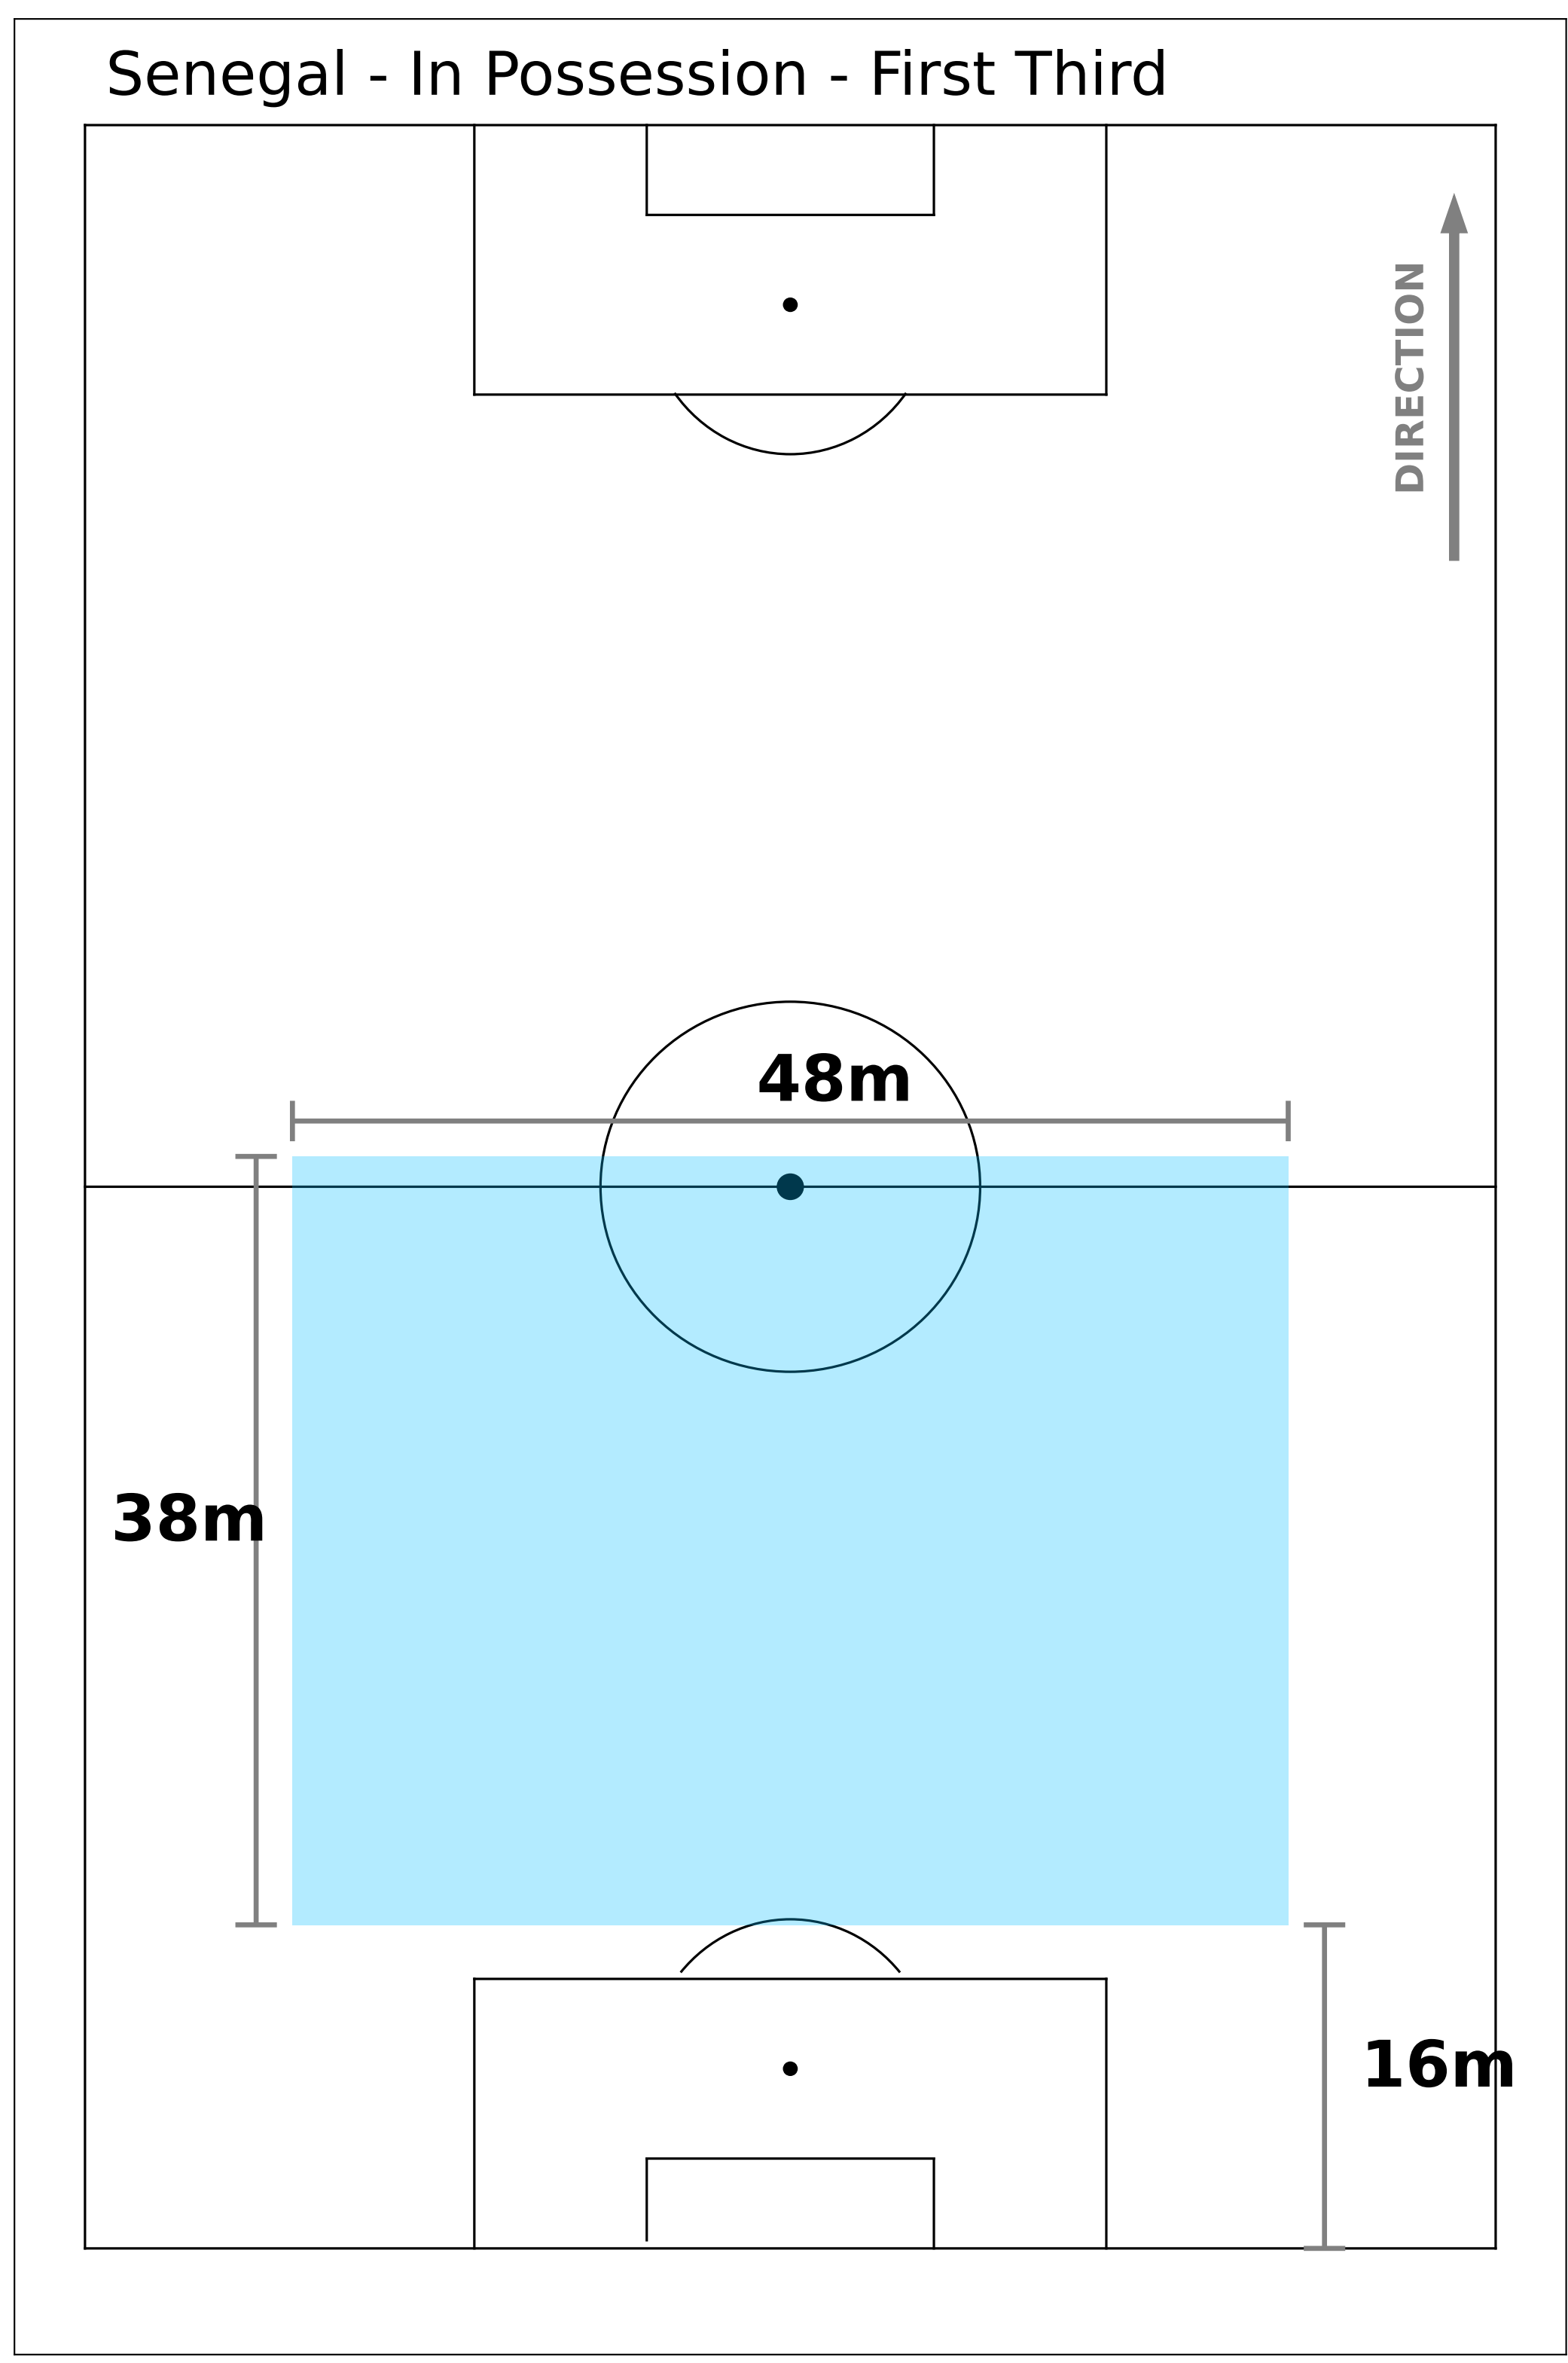 Senegal - In Possession - First Third
DIRECTION
48m
38m
16m